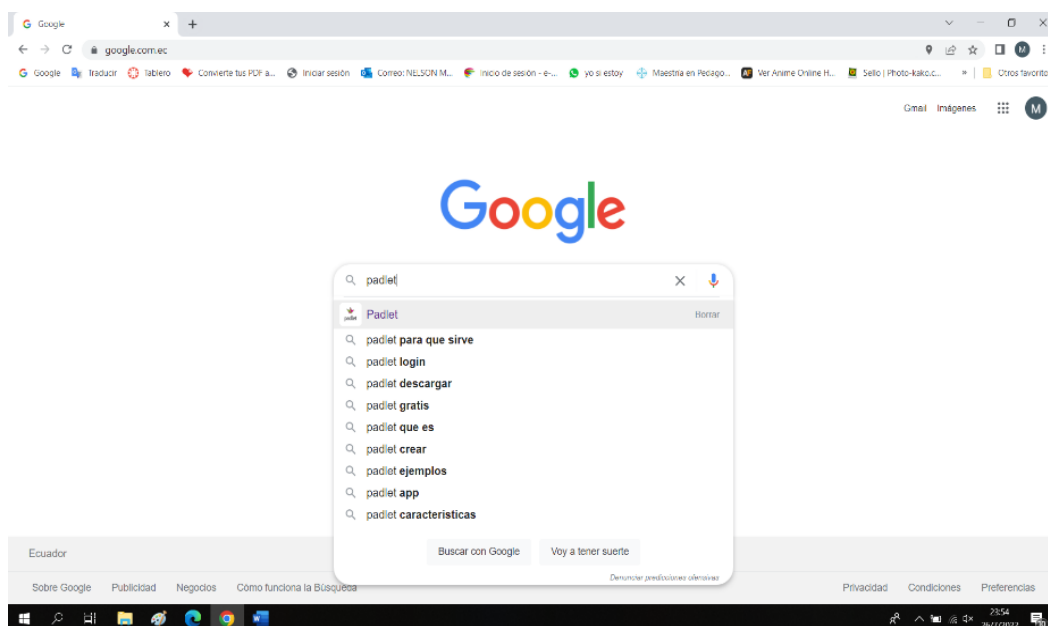 Google
google.com.ec
M
Google Traducir Tablero Convierte tus PDF a... Iniciar sesión Correo: NELSON M... Inicio de sesión - e-... yo si estoy Maestria en Pedago... Ver Anime Online H... Sello | Photo-kako.c... » Otros favorito
Gmail Imágenes M
Google
padlet
padlet Padlet Borrar
padlet para que sirve
padlet login
padlet descargar
padlet gratis
padlet que es
padlet crear
padlet ejemplos
padlet app
padlet caracteristicas
Buscar con Google Voy a tener suerte
Denunciar predicciones ofensivas
Ecuador
Sobre Google Publicidad Negocios Cómo funciona la Búsqueda Privacidad Condiciones Preferencias
23:54